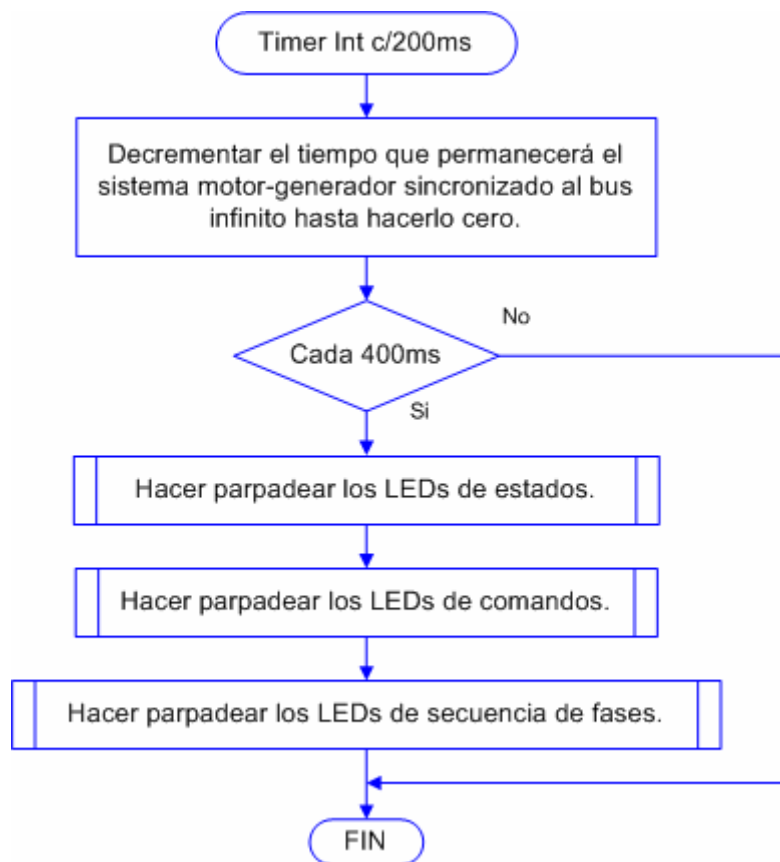 Timer Int c/200ms
Decrementar el tiempo que permanecerá el
sistema motor-generador sincronizado al bus
infinito hasta hacerlo cero.
No
Cada 400ms
Si
Hacer parpadear los LEDs de estados.
Hacer parpadear los LEDs de comandos.
Hacer parpadear los LEDs de secuencia de fases.
FIN